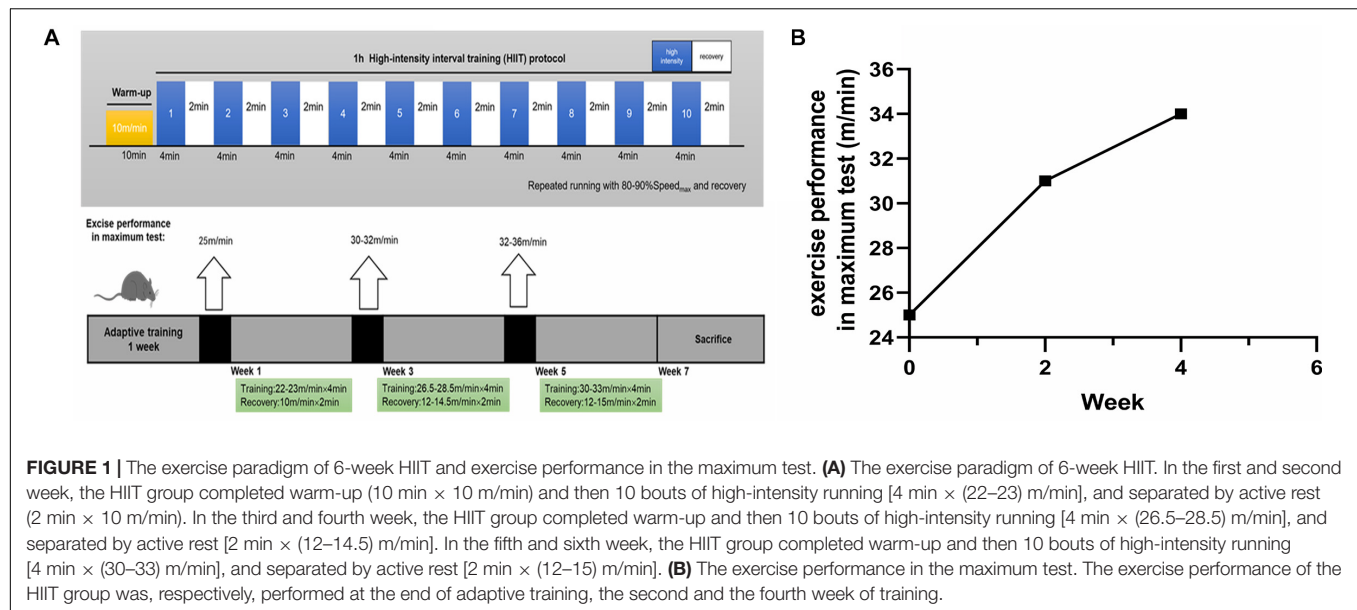 A
1h High-intensity interval training (HIIT) protocol
high
intensity
recovery
Warm-up
10m/min
1 2min 2 2min 3 2min 4 2min 5 2min 6 2min 7 2min 8 2min 9 2min 10 2min
10min 4min 4min 4min 4min 4min 4min 4min 4min 4min 4min
Repeated running with 80-90%Speedmax and recovery
Excise performance
in maximum test:
25m/min
30-32m/min
32-36m/min
Adaptive training
1 week
Sacrifice
Week 1
Week 3
Week 5
Week 7
Training:22-23m/min×4min
Recovery:10m/min×2min
Training:26.5-28.5m/min×4min
Recovery:12-14.5m/min×2min
Training:30-33m/min×4min
Recovery:12-15m/min×2min
B
exercise performance
in maximum test (m/min)
36
34
32
30
28
26
24
0 2 4 6
Week
FIGURE 1 | The exercise paradigm of 6-week HIIT and exercise performance in the maximum test. (A) The exercise paradigm of 6-week HIIT. In the first and second
week, the HIIT group completed warm-up (10 min × 10 m/min) and then 10 bouts of high-intensity running [4 min × (22–23) m/min], and separated by active rest
(2 min × 10 m/min). In the third and fourth week, the HIIT group completed warm-up and then 10 bouts of high-intensity running [4 min × (26.5–28.5) m/min], and
separated by active rest [2 min × (12–14.5) m/min]. In the fifth and sixth week, the HIIT group completed warm-up and then 10 bouts of high-intensity running
[4 min × (30–33) m/min], and separated by active rest [2 min × (12–15) m/min]. (B) The exercise performance in the maximum test. The exercise performance of the
HIIT group was, respectively, performed at the end of adaptive training, the second and the fourth week of training.